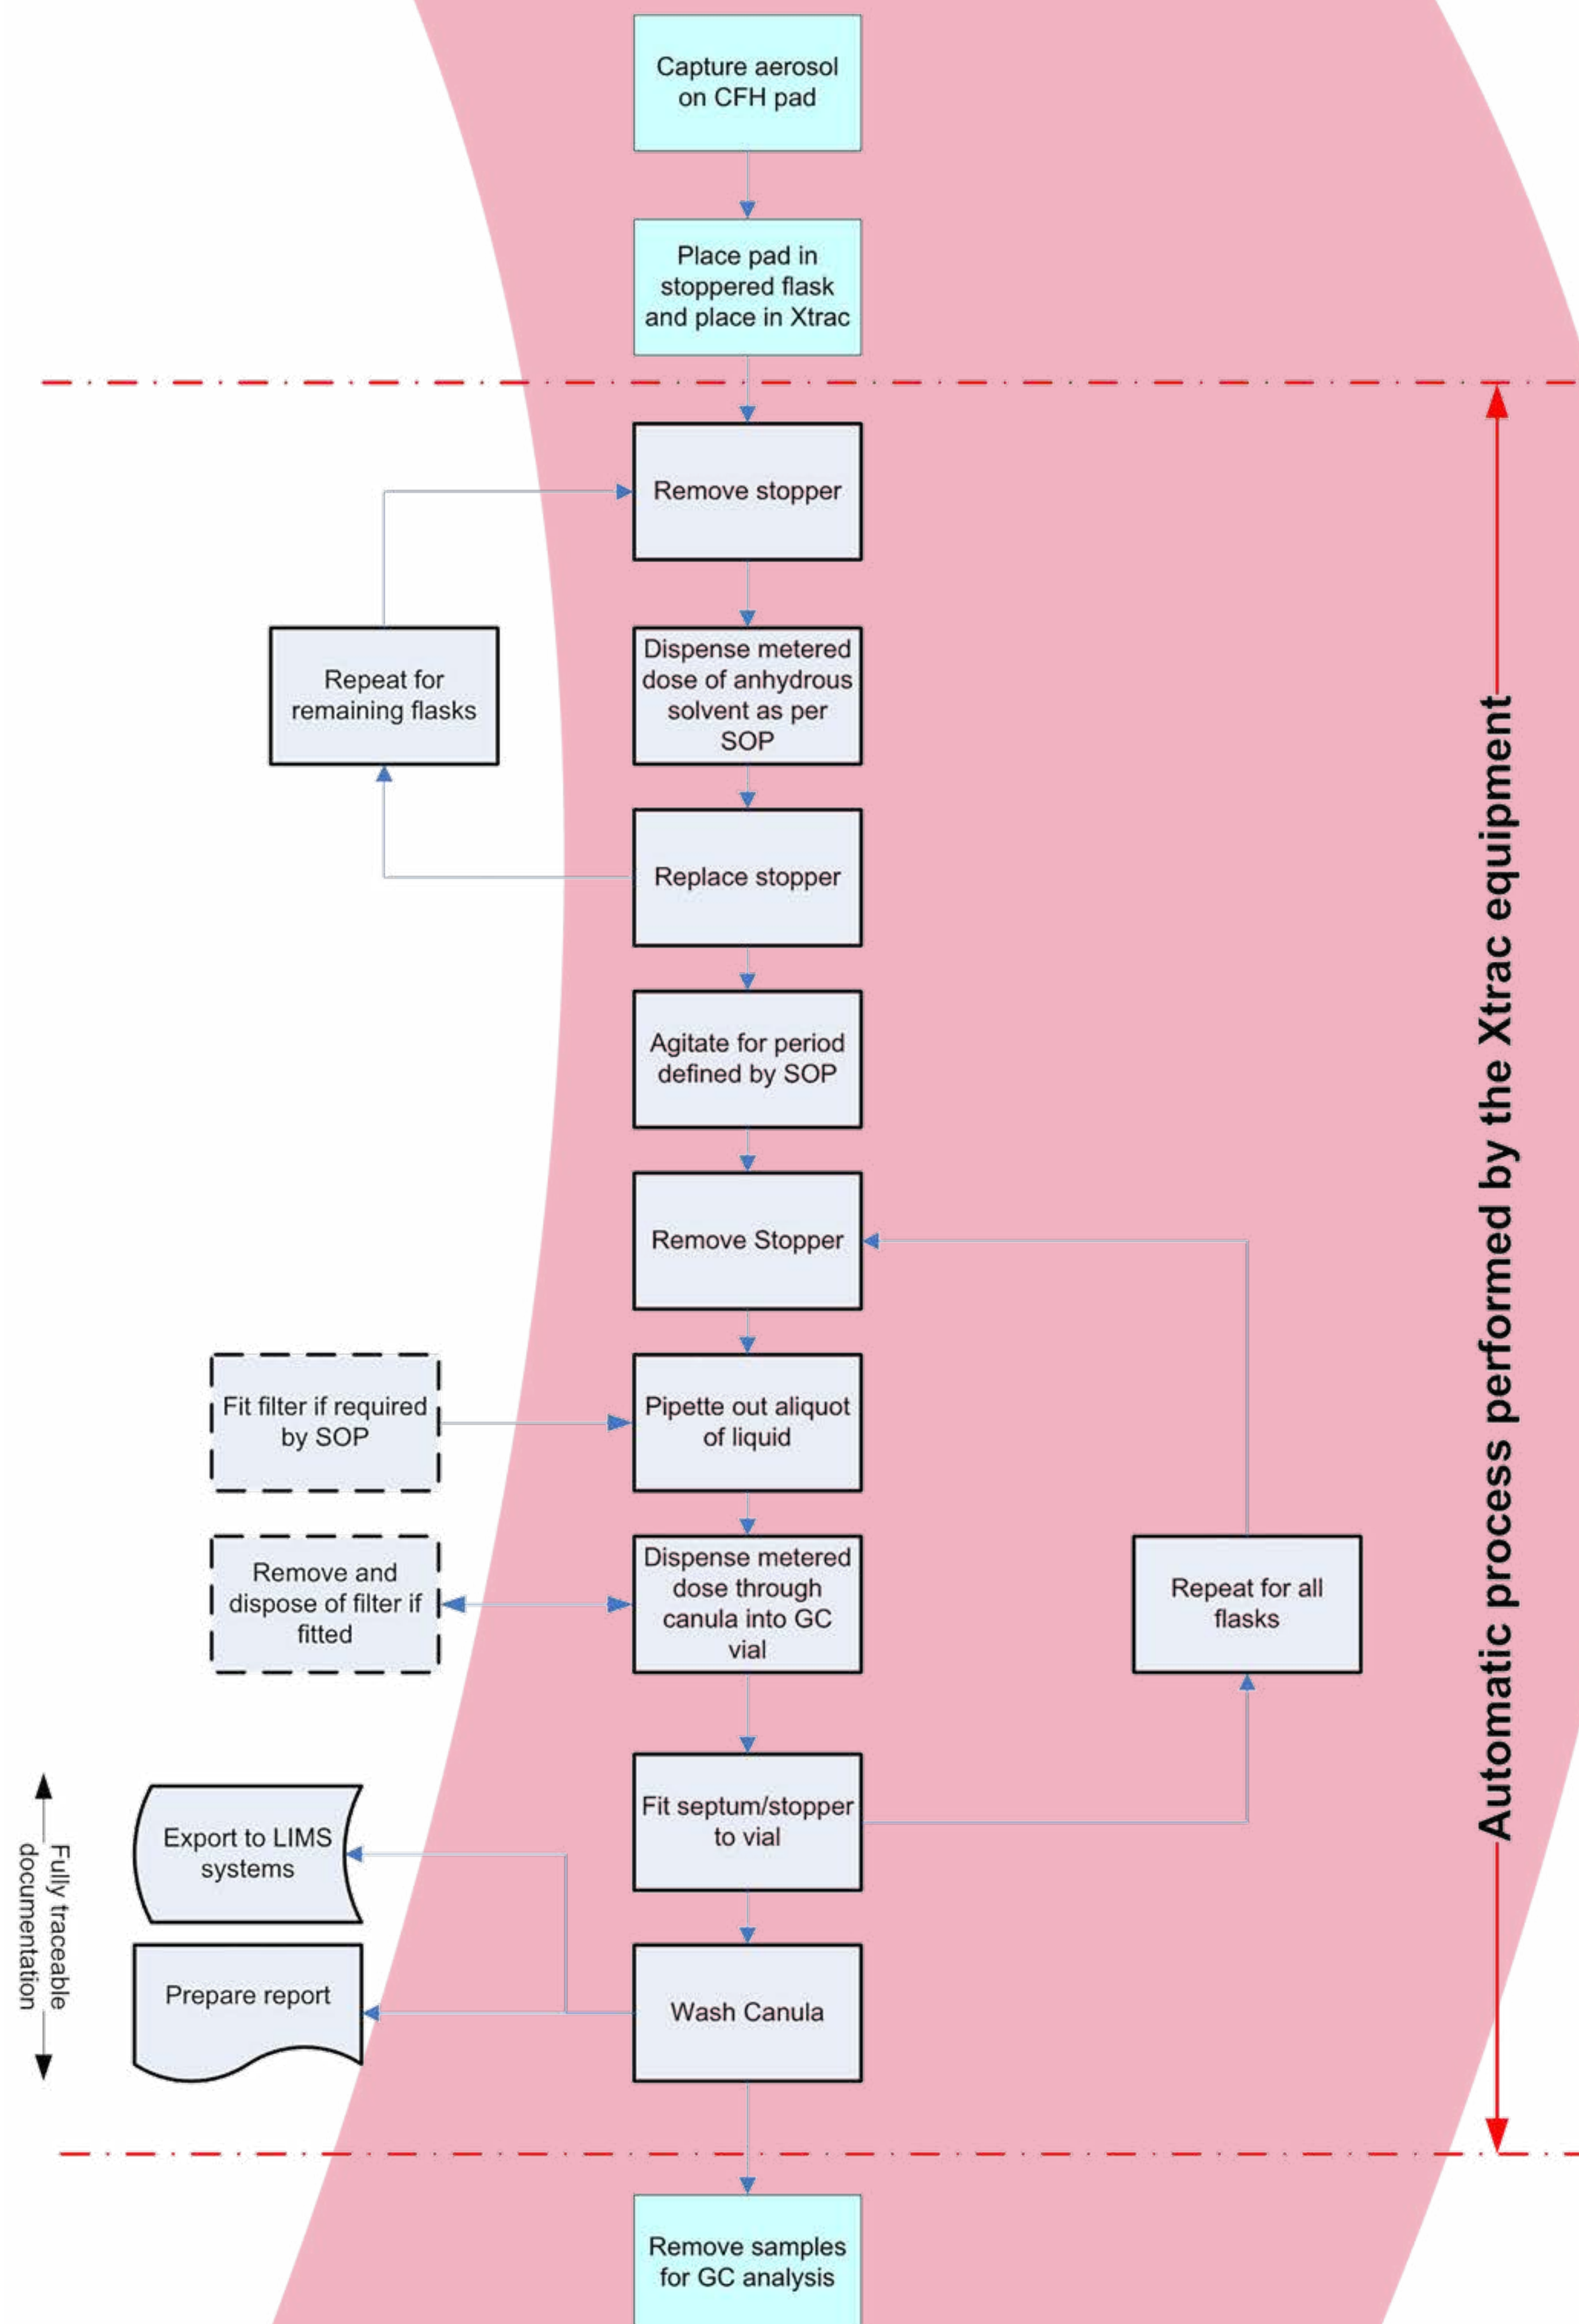 Capture aerosol
on CFH pad
Place pad in
stoppered flask
and place in Xtrac
Remove stopper
Repeat for
remaining flasks
Dispense metered
dose of anhydrous
solvent as per
SOP
Replace stopper
Agitate for period
defined by SOP
Remove Stopper
Fit filter if required
by SOP
Pipette out aliquot
of liquid
Remove and
dispose of filter if
fitted
Dispense metered
dose through
canula into GC
vial
Repeat for all
flasks
Fit septum/stopper
to vial
Export to LIMS
systems
Fully traceable
documentation
Prepare report
Wash Canula
Automatic process performed by the Xtrac equipment
Remove samples
for GC analysis